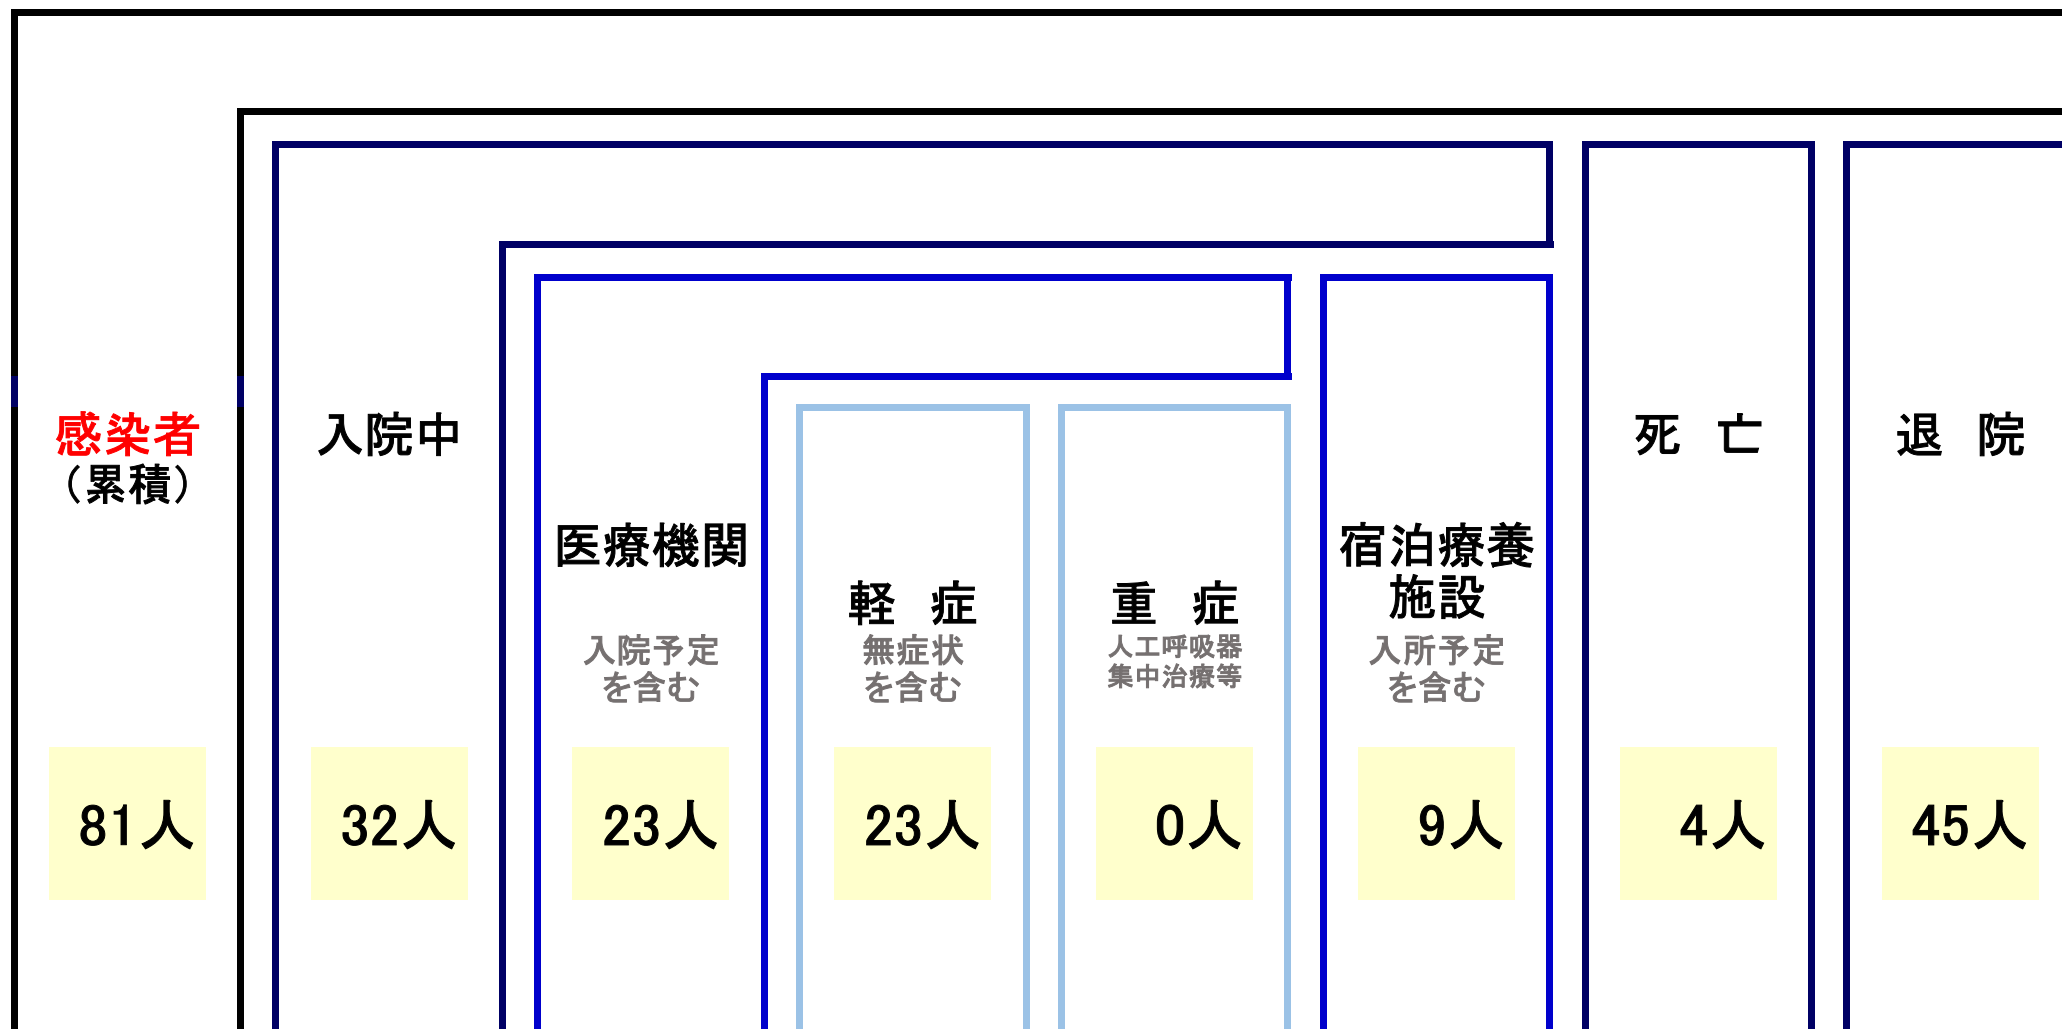 感染者
（累積）
81人
入院中
32人
医療機関
入院予定
を含む
23人
軽 症
無症状
を含む
23人
重 症
人工呼吸器
集中治療等
0人
宿泊療養
施設
入所予定
を含む
9人
死 亡
4人
退 院
45人